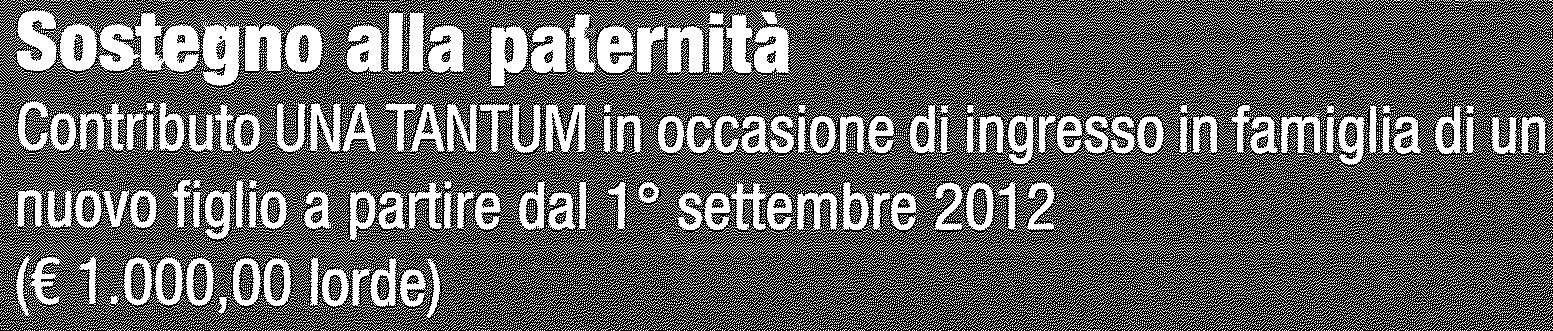 Sostegno alla paternità
Contributo UNA TANTUM in occasione di ingresso in famiglia di un
nuovo figlio a partire dal 1° settembre 2012
(€ 1.000,00 lorde)